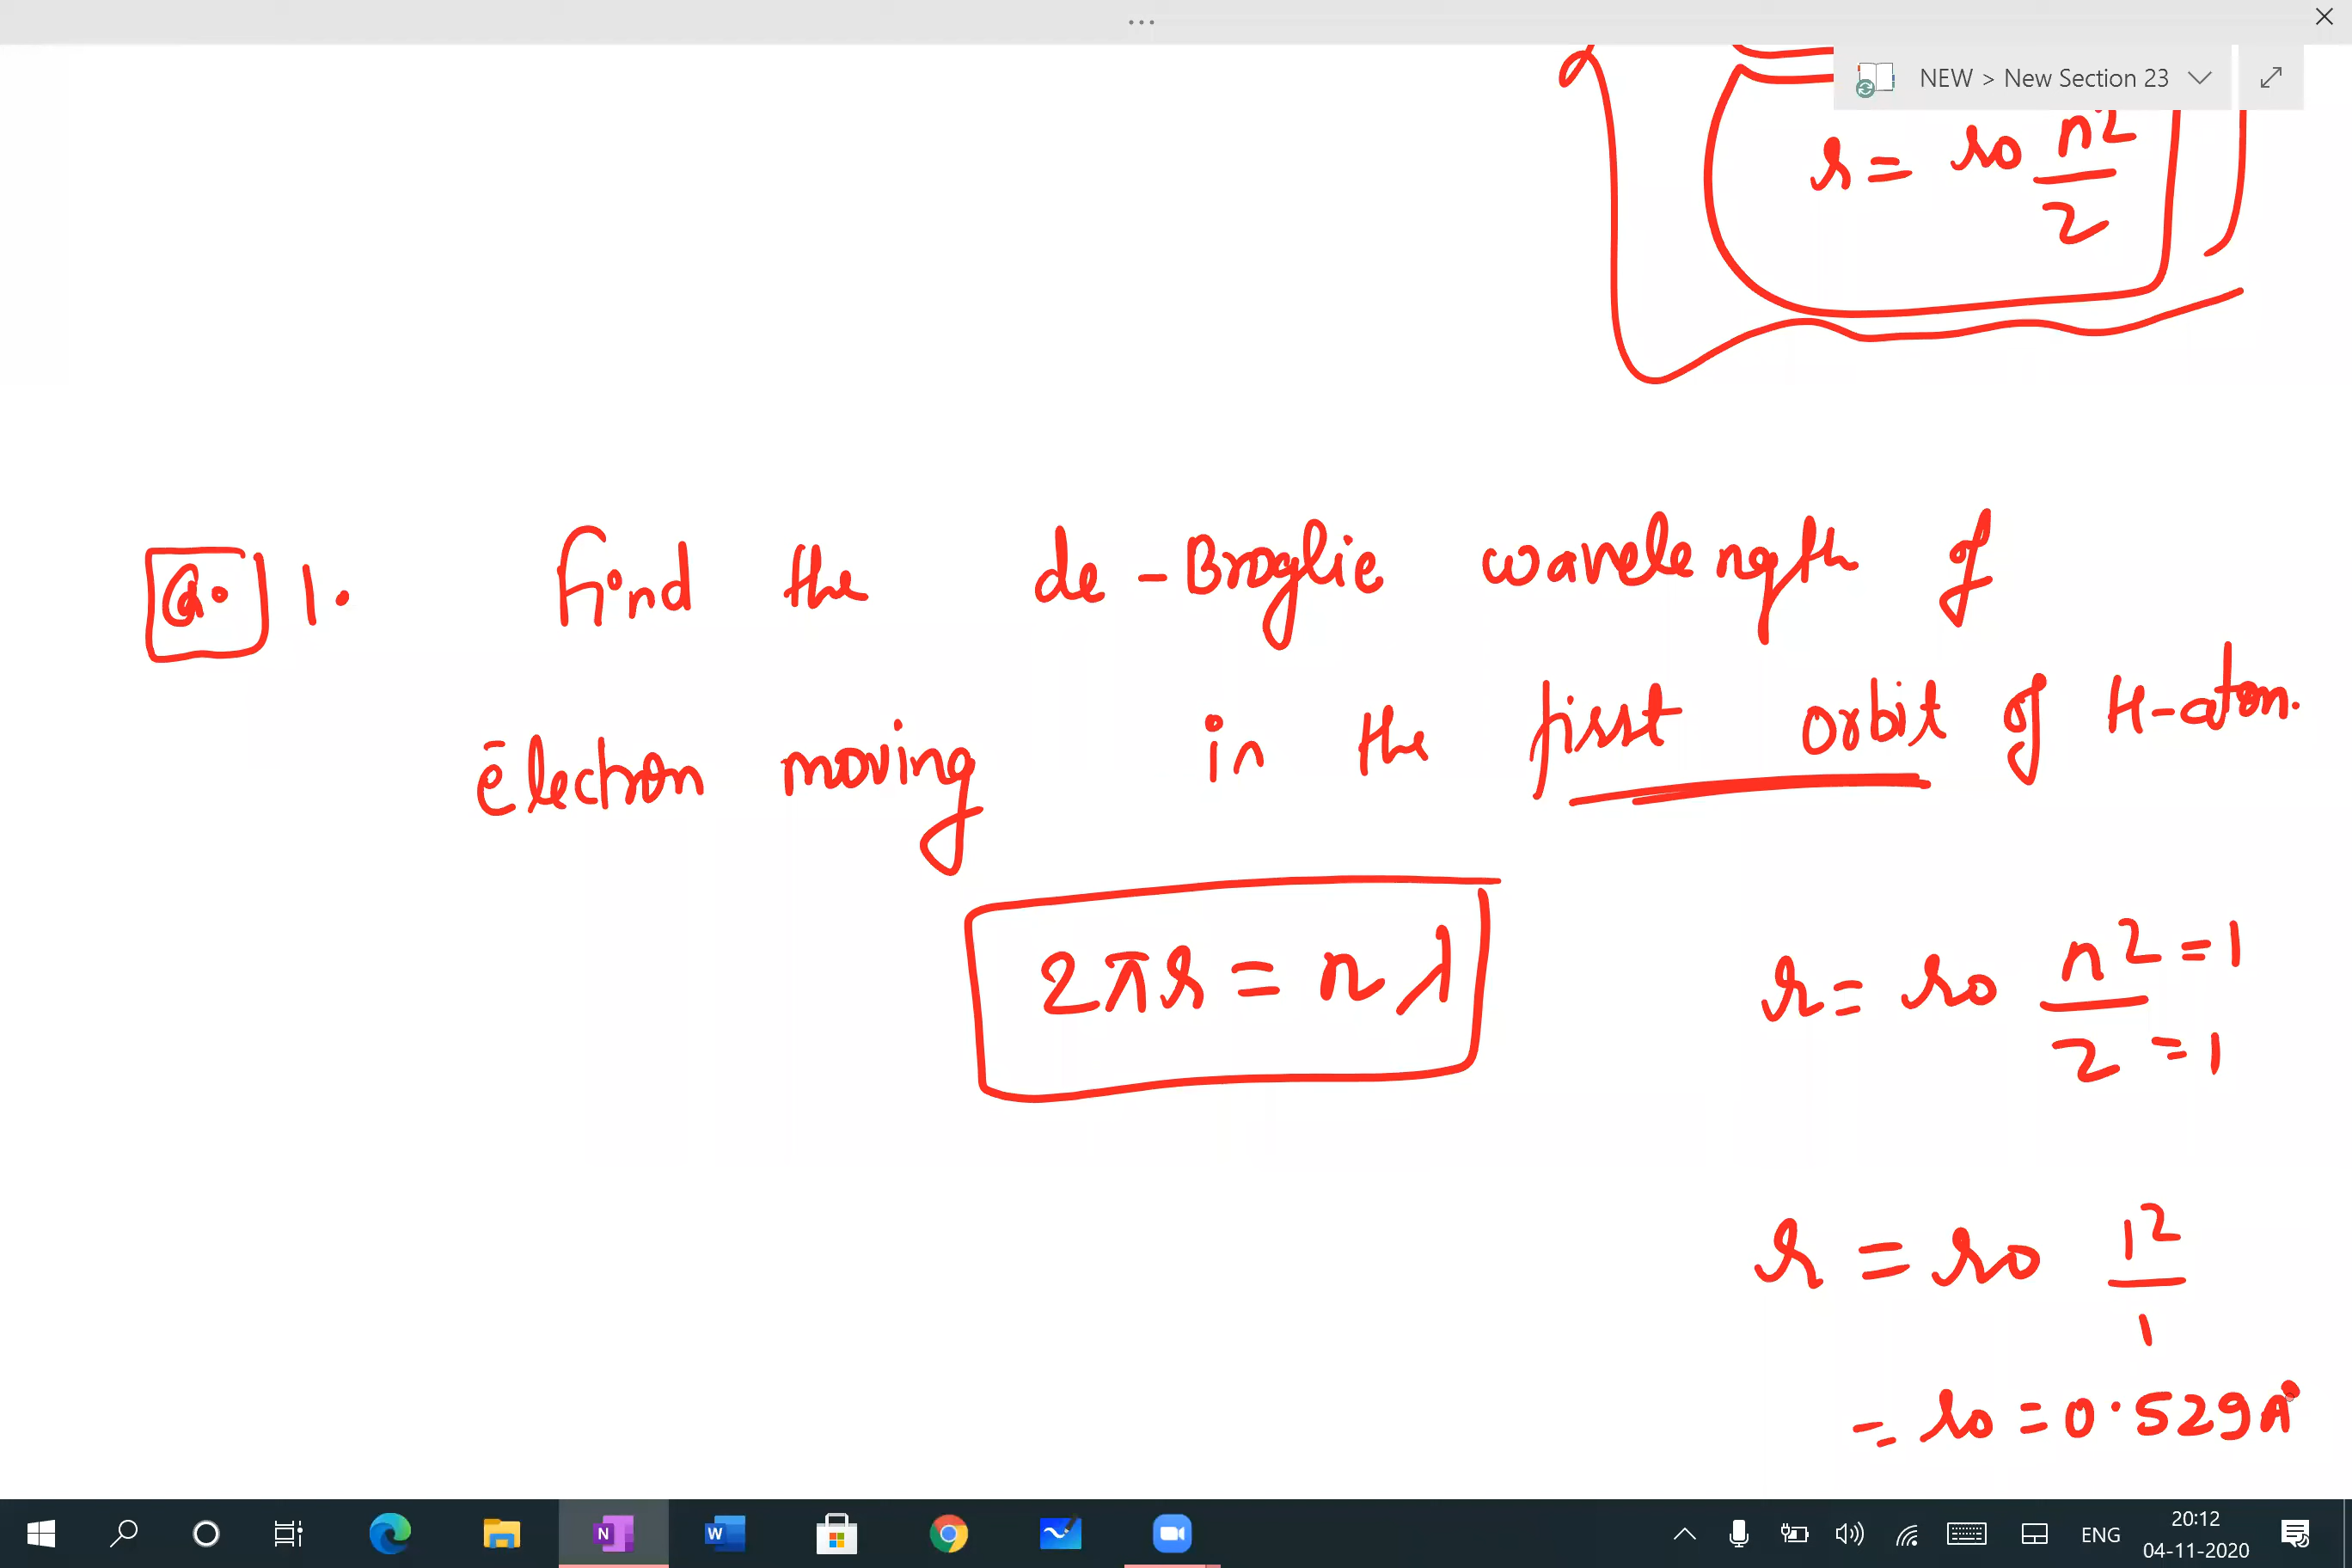 NEW > New Section 23
r = r₀ n²/Z
Q. 1. Find the de-Broglie wavelength of
electron moving in the first orbit of H-atom.
2πr = nλ
r = r₀ n² = 1 / Z = 1
r = r₀ 1²/1
= r₀ = 0.529 A°
N W ENG 20:12
04-11-2020